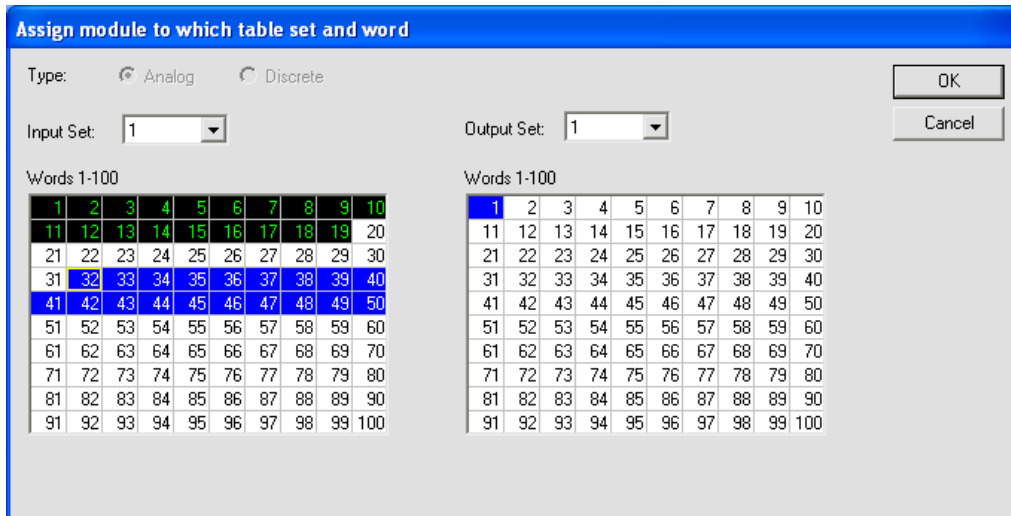 Assign module to which table set and word
Type: Analog Discrete
OK
Input Set: 1
Output Set: 1
Cancel
Words 1-100
1 2 3 4 5 6 7 8 9 10
11 12 13 14 15 16 17 18 19 20
21 22 23 24 25 26 27 28 29 30
31 32 33 34 35 36 37 38 39 40
41 42 43 44 45 46 47 48 49 50
51 52 53 54 55 56 57 58 59 60
61 62 63 64 65 66 67 68 69 70
71 72 73 74 75 76 77 78 79 80
81 82 83 84 85 86 87 88 89 90
91 92 93 94 95 96 97 98 99 100
Words 1-100
1 2 3 4 5 6 7 8 9 10
11 12 13 14 15 16 17 18 19 20
21 22 23 24 25 26 27 28 29 30
31 32 33 34 35 36 37 38 39 40
41 42 43 44 45 46 47 48 49 50
51 52 53 54 55 56 57 58 59 60
61 62 63 64 65 66 67 68 69 70
71 72 73 74 75 76 77 78 79 80
81 82 83 84 85 86 87 88 89 90
91 92 93 94 95 96 97 98 99 100